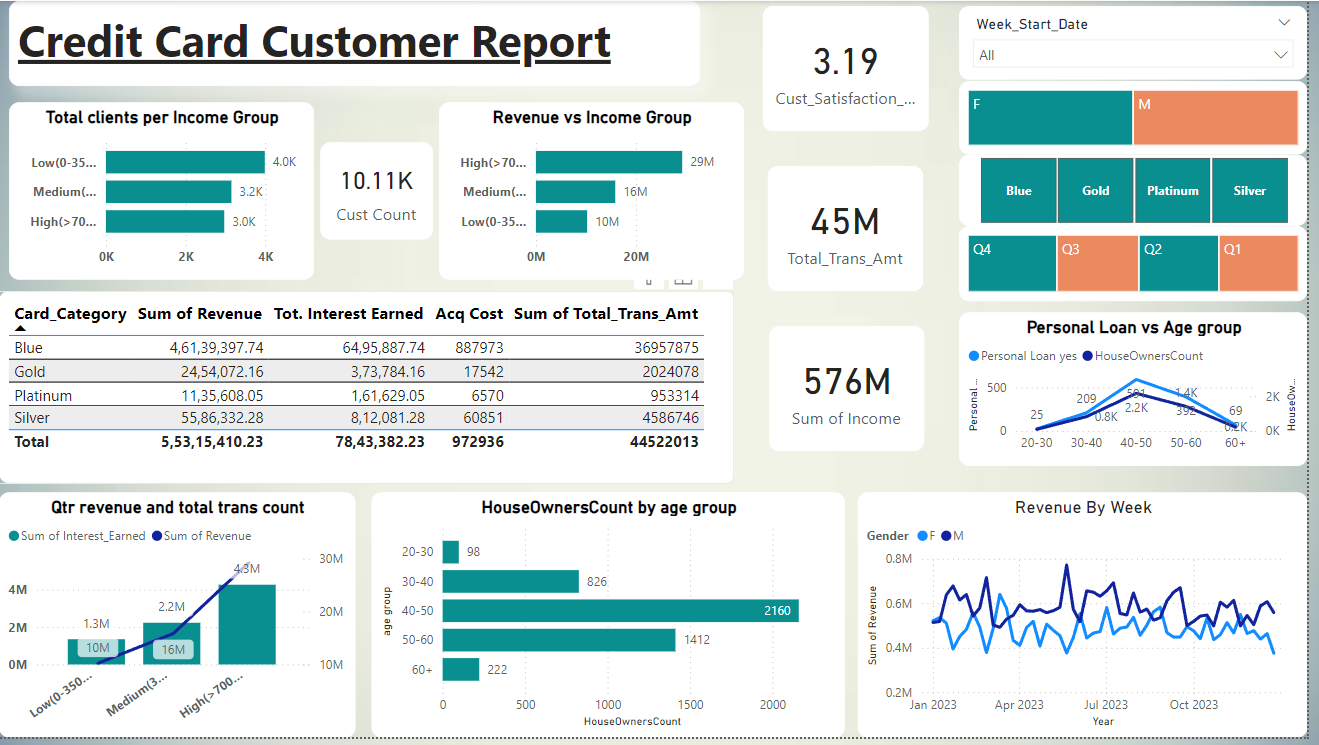 Credit Card Customer Report
3.19
Cust_Satisfaction_...
Week_Start_Date
All
F M
Blue Gold Platinum Silver
Q4 Q3 Q2 Q1
Total clients per Income Group
Low(0-35... 4.0K
Medium(... 3.2K
High(>70... 3.0K
0K 2K 4K
10.11K
Cust Count
Revenue vs Income Group
High(>70... 29M
Medium(... 16M
Low(0-35... 10M
0M 20M
45M
Total_Trans_Amt
Card_Category Sum of Revenue Tot. Interest Earned Acq Cost Sum of Total_Trans_Amt
Blue 4,61,39,397.74 64,95,887.74 887973 36957875
Gold 24,54,072.16 3,73,784.16 17542 2024078
Platinum 11,35,608.05 1,61,629.05 6570 953314
Silver 55,86,332.28 8,12,081.28 60851 4586746
Total 5,53,15,410.23 78,43,382.23 972936 44522013
576M
Sum of Income
Personal Loan vs Age group
Personal Loan yes HouseOwnersCount
Personal ...
HouseOw...
500
0
2K
0K
25 209 591 392 69
0.8K 2.2K 1.4K 0.2K
20-30 30-40 40-50 50-60 60+
Qtr revenue and total trans count
Sum of Interest_Earned Sum of Revenue
4M
2M
0M
30M
20M
10M
1.3M 2.2M 4.3M
10M 16M
Low(0-350... Medium(3... High(>700...
HouseOwnersCount by age group
age group
20-30 98
30-40 826
40-50 2160
50-60 1412
60+ 222
0 500 1000 1500 2000
HouseOwnersCount
Revenue By Week
Gender F M
Sum of Revenue
0.8M
0.6M
0.4M
0.2M
Jan 2023 Apr 2023 Jul 2023 Oct 2023
Year